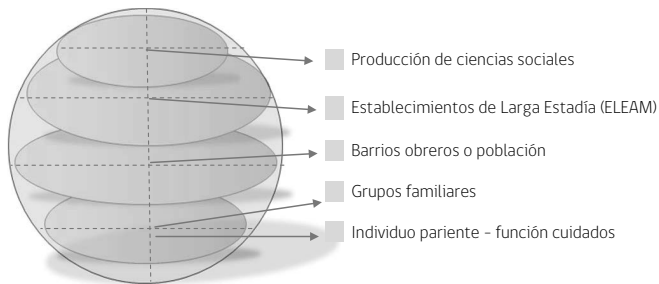 Producción de ciencias sociales
Establecimientos de Larga Estadía (ELEAM)
Barrios obreros o población
Grupos familiares
Individuo pariente - función cuidados